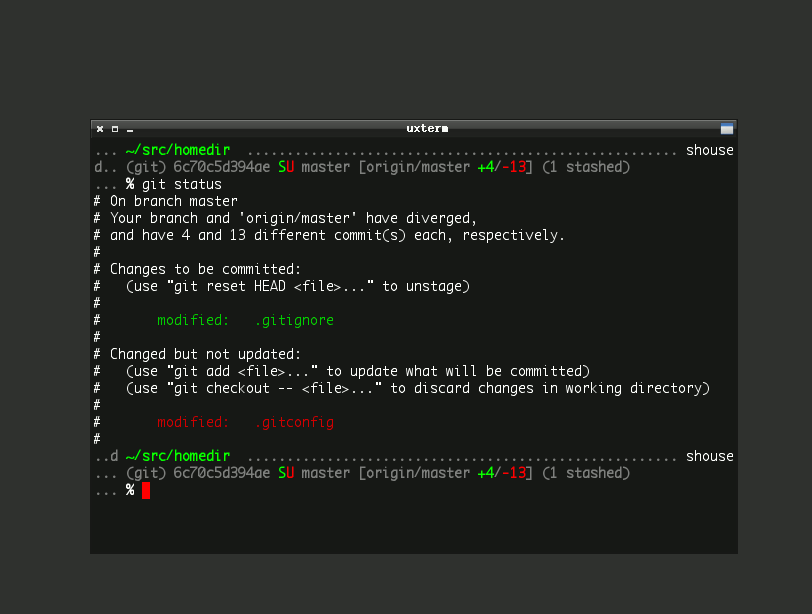 uxterm
... ~/src/homedir ...................................................... shouse
d.. (git) 6c70c5d394ae SU master [origin/master +4/-13] (1 stashed)
... % git status
# On branch master
# Your branch and 'origin/master' have diverged,
# and have 4 and 13 different commit(s) each, respectively.
#
# Changes to be committed:
#   (use "git reset HEAD <file>..." to unstage)
#
#       modified:   .gitignore
#
# Changed but not updated:
#   (use "git add <file>..." to update what will be committed)
#   (use "git checkout -- <file>..." to discard changes in working directory)
#
#       modified:   .gitconfig
#
..d ~/src/homedir ...................................................... shouse
... (git) 6c70c5d394ae SU master [origin/master +4/-13] (1 stashed)
... %